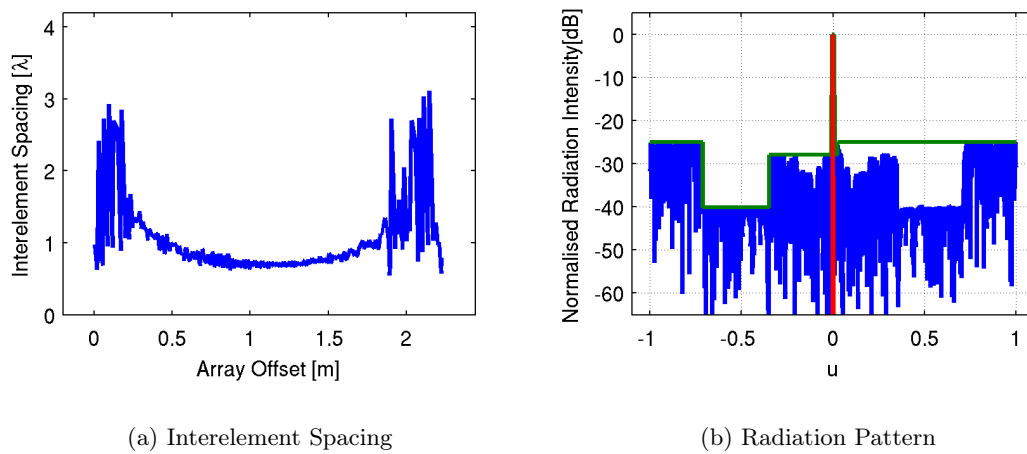 Interelement Spacing [λ]
4
3
2
1
0
0 0.5 1 1.5 2
Array Offset [m]
(a) Interelement Spacing
Normalised Radiation Intensity[dB]
0
-10
-20
-30
-40
-50
-60
-1 -0.5 0 0.5 1
u
(b) Radiation Pattern